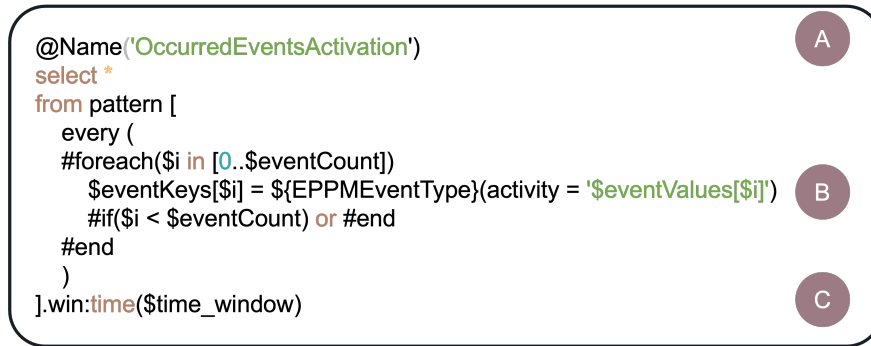 @Name('OccurredEventsActivation')
A
select *
from pattern [
every (
#foreach($i in [0..$eventCount])
$eventKeys[$i] = ${EPPMEventType}(activity = '$eventValues[$i]')
B
#if($i < $eventCount) or #end
#end
)
].win:time($time_window)
C